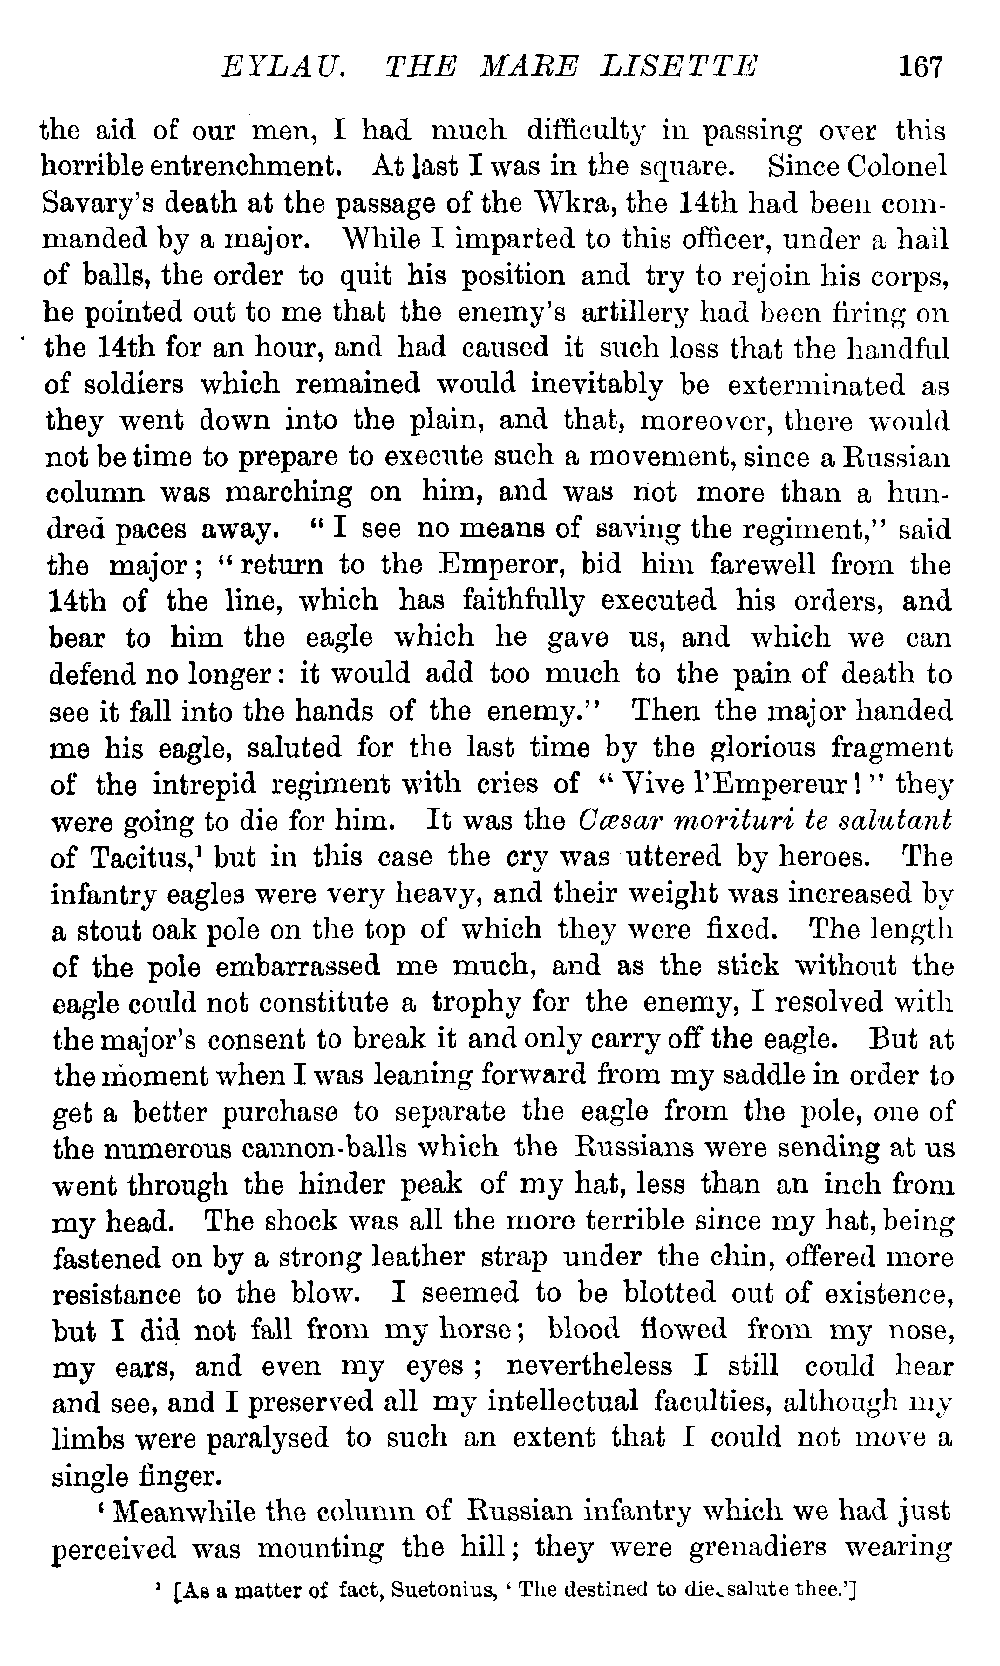 EYLAU. THE MARE LISETTE 167
the aid of our men, I had much difficulty in passing over this
horrible entrenchment. At last I was in the square. Since Colonel
Savary's death at the passage of the Wkra, the 14th had been com-
manded by a major. While I imparted to this officer, under a hail
of balls, the order to quit his position and try to rejoin his corps,
he pointed out to me that the enemy's artillery had been firing on
the 14th for an hour, and had caused it such loss that the handful
of soldiers which remained would inevitably be exterminated as
they went down into the plain, and that, moreover, there would
not be time to prepare to execute such a movement, since a Russian
column was marching on him, and was not more than a hun-
dred paces away. “ I see no means of saving the regiment,” said
the major ; “ return to the Emperor, bid him farewell from the
14th of the line, which has faithfully executed his orders, and
bear to him the eagle which he gave us, and which we can
defend no longer : it would add too much to the pain of death to
see it fall into the hands of the enemy.” Then the major handed
me his eagle, saluted for the last time by the glorious fragment
of the intrepid regiment with cries of “ Vive l'Empereur ! ” they
were going to die for him. It was the Cæsar morituri te salutant
of Tacitus,¹ but in this case the cry was uttered by heroes. The
infantry eagles were very heavy, and their weight was increased by
a stout oak pole on the top of which they were fixed. The length
of the pole embarrassed me much, and as the stick without the
eagle could not constitute a trophy for the enemy, I resolved with
the major's consent to break it and only carry off the eagle. But at
the moment when I was leaning forward from my saddle in order to
get a better purchase to separate the eagle from the pole, one of
the numerous cannon-balls which the Russians were sending at us
went through the hinder peak of my hat, less than an inch from
my head. The shock was all the more terrible since my hat, being
fastened on by a strong leather strap under the chin, offered more
resistance to the blow. I seemed to be blotted out of existence,
but I did not fall from my horse ; blood flowed from my nose,
my ears, and even my eyes ; nevertheless I still could hear
and see, and I preserved all my intellectual faculties, although my
limbs were paralysed to such an extent that I could not move a
single finger.
‘ Meanwhile the column of Russian infantry which we had just
perceived was mounting the hill ; they were grenadiers wearing
¹ [As a matter of fact, Suetonius, ‘ The destined to die salute thee.’]